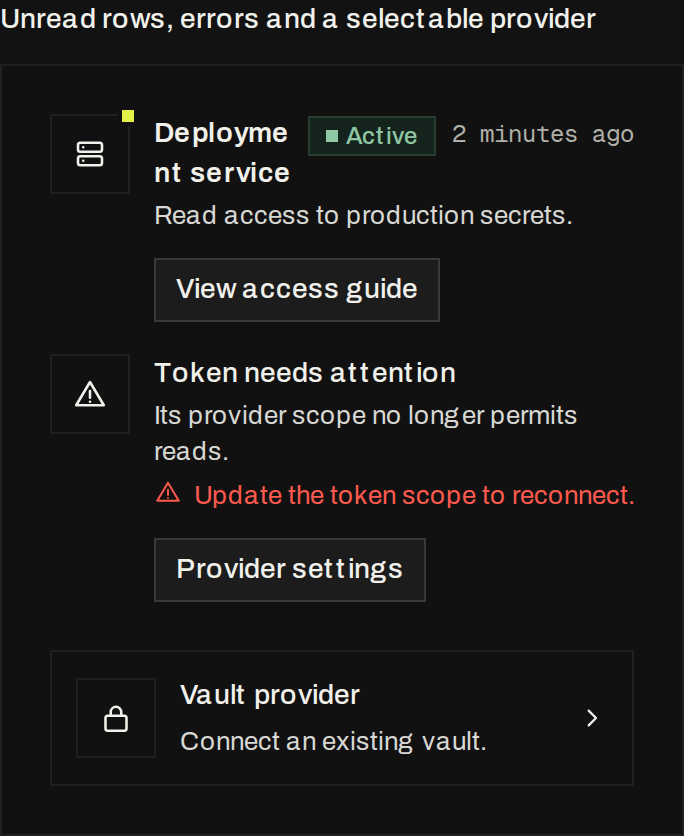 Unread rows, errors and a selectable provider
Deployme
nt service
Active
2 minutes ago
Read access to production secrets.
View access guide
Token needs attention
Its provider scope no longer permits
reads.
Update the token scope to reconnect.
Provider settings
Vault provider
Connect an existing vault.